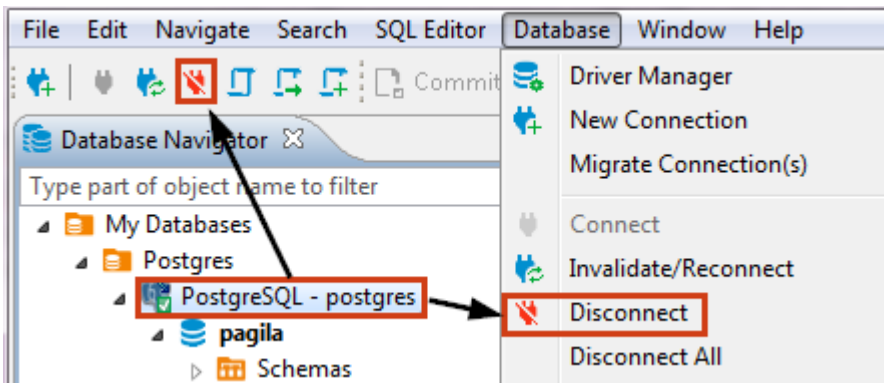 File Edit Navigate Search SQL Editor Database Window Help
Commit
Driver Manager
New Connection
Migrate Connection(s)
Connect
Invalidate/Reconnect
Disconnect
Disconnect All
Database Navigator
Type part of object name to filter
My Databases
Postgres
PostgreSQL - postgres
pagila
Schemas